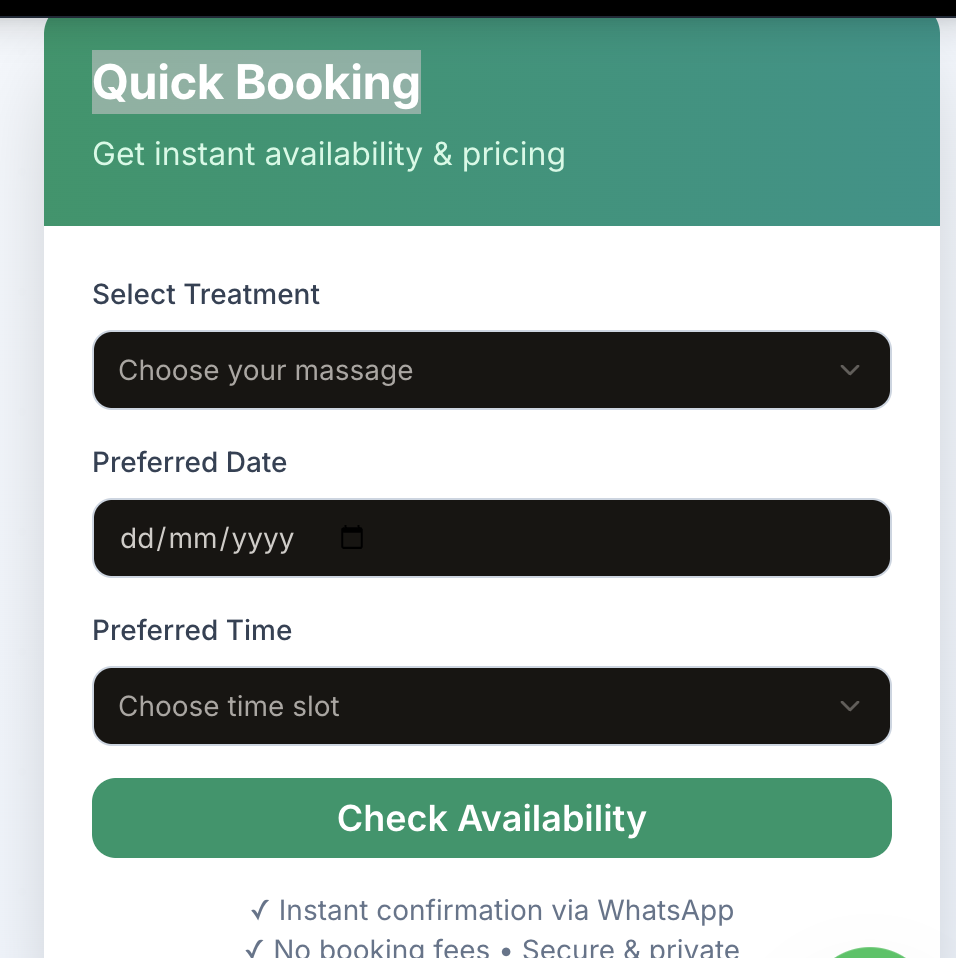 Quick Booking
Get instant availability & pricing
Select Treatment
Choose your massage
Preferred Date
dd/mm/yyyy
Preferred Time
Choose time slot
Check Availability
✓ Instant confirmation via WhatsApp
✓ No booking fees • Secure & private